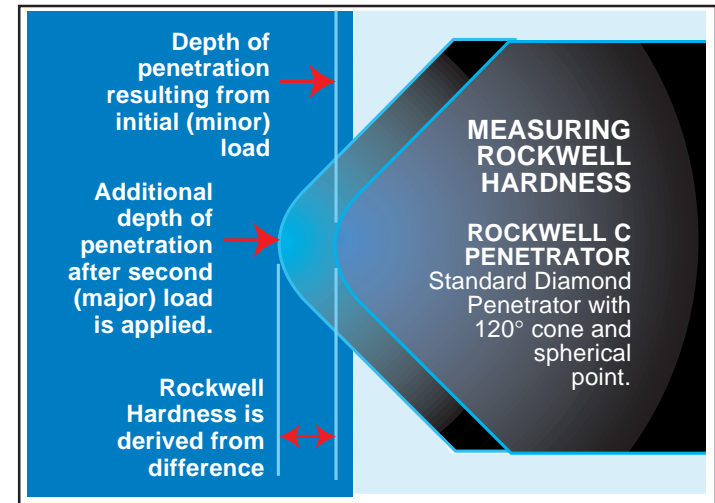 Depth of
penetration
resulting from
initial (minor)
load
Additional
depth of
penetration
after second
(major) load
is applied.
Rockwell
Hardness is
derived from
difference
MEASURING
ROCKWELL
HARDNESS
ROCKWELL C
PENETRATOR
Standard Diamond
Penetrator with
120° cone and
spherical
point.